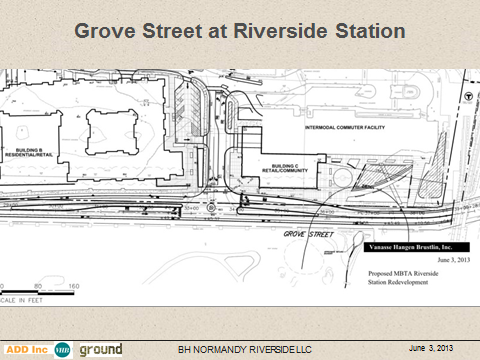 Grove Street at Riverside Station
BUILDING B
RESIDENTIAL/RETAIL
INTERMODAL COMMUTER FACILITY
BUILDING C
RETAIL/COMMUNITY
GROVE STREET
Vanasse Hangen Brustlin, Inc.
June 3, 2013
Proposed MBTA Riverside
Station Redevelopment
0 80 160
SCALE IN FEET
ADD Inc
VHB
ground
BH NORMANDY RIVERSIDE LLC
June 3, 2013